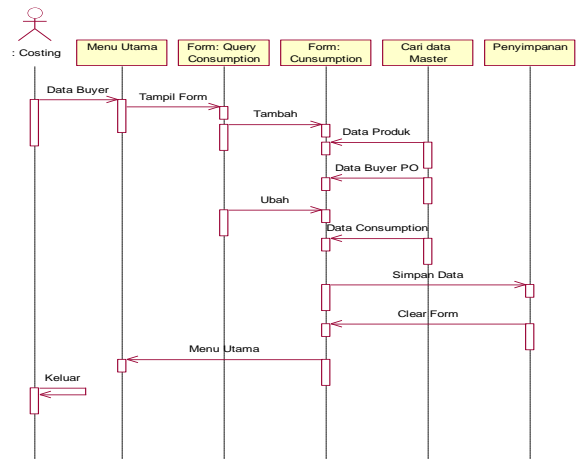 : Costing
Menu Utama
Form: Query
Consumption
Form:
Cunsumption
Cari data
Master
Penyimpanan
Data Buyer
Tampil Form
Tambah
Data Produk
Data Buyer PO
Ubah
Data Consumption
Simpan Data
Clear Form
Menu Utama
Keluar